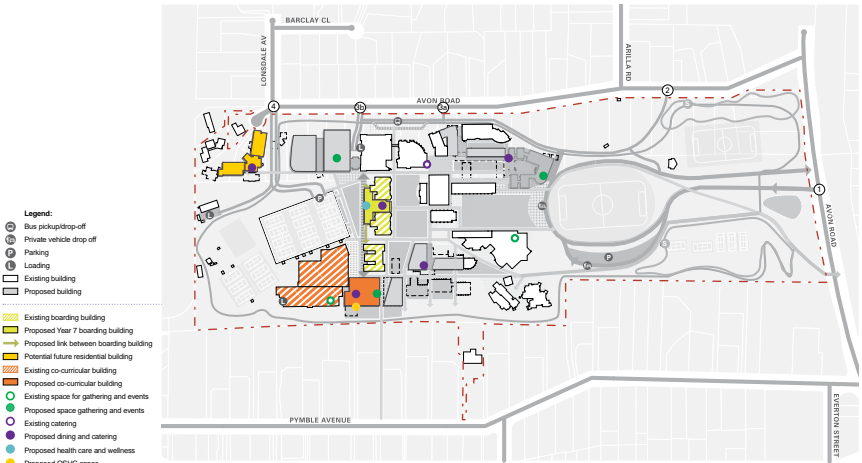 BARCLAY CL
LONSDALE AV
ARILLA RD
AVON ROAD
2
4
3b
3a
1
AVON ROAD
P
L
L
P
L
S
S
PYMBLE AVENUE
EVERTON STREET
Legend:
Bus pickup/drop-off
Private vehicle drop off
P Parking
L Loading
Existing building
Proposed building
Existing boarding building
Proposed Year 7 boarding building
Proposed link between boarding building
Potential future residential building
Existing co-curricular building
Proposed co-curricular building
Existing space for gathering and events
Proposed space gathering and events
Existing catering
Proposed dining and catering
Proposed health care and wellness
Proposed OSHC space